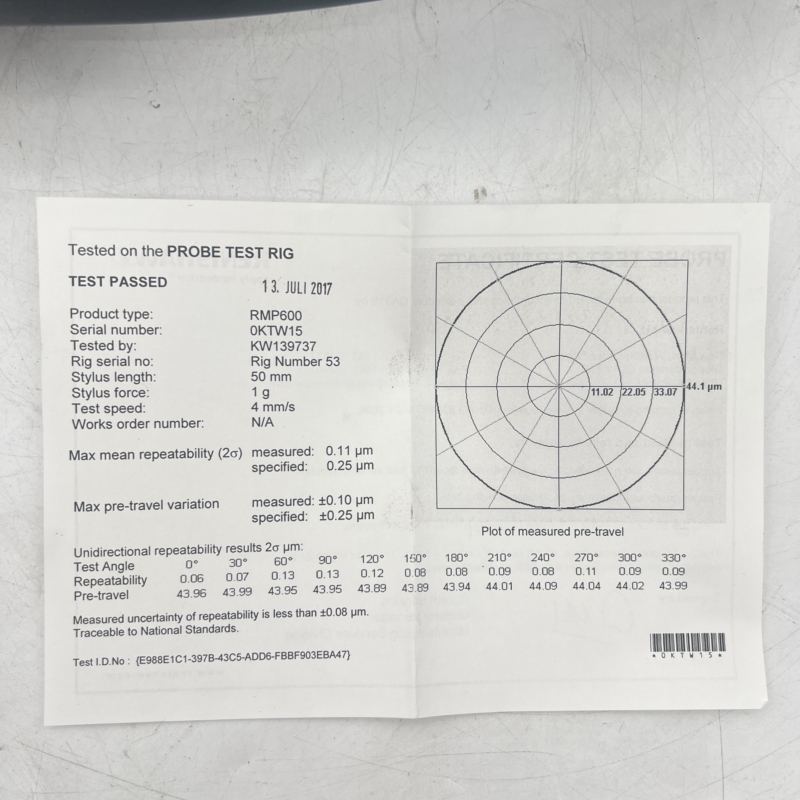 Tested on the PROBE TEST RIG
TEST PASSED 13. JULI 2017
Product type: RMP600
Serial number: 0KTW15
Tested by: KW139737
Rig serial no: Rig Number 53
Stylus length: 50 mm
Stylus force: 1 g
Test speed: 4 mm/s
Works order number: N/A
Max mean repeatability (2σ) measured: 0.11 µm
specified: 0.25 µm
Max pre-travel variation measured: ±0.10 µm
specified: ±0.25 µm
11.02 22.05 33.07 44.1 µm
Plot of measured pre-travel
Unidirectional repeatability results 2σ µm:
Test Angle 0° 30° 60° 90° 120° 150° 180° 210° 240° 270° 300° 330°
Repeatability 0.06 0.07 0.13 0.13 0.12 0.08 0.08 0.09 0.08 0.11 0.09 0.09
Pre-travel 43.96 43.99 43.95 43.95 43.89 43.89 43.94 44.01 44.09 44.04 44.02 43.99
Measured uncertainty of repeatability is less than ±0.08 µm.
Traceable to National Standards.
Test I.D.No : {E988E1C1-397B-43C5-ADD6-FBBF903EBA47}
*0KTW15*